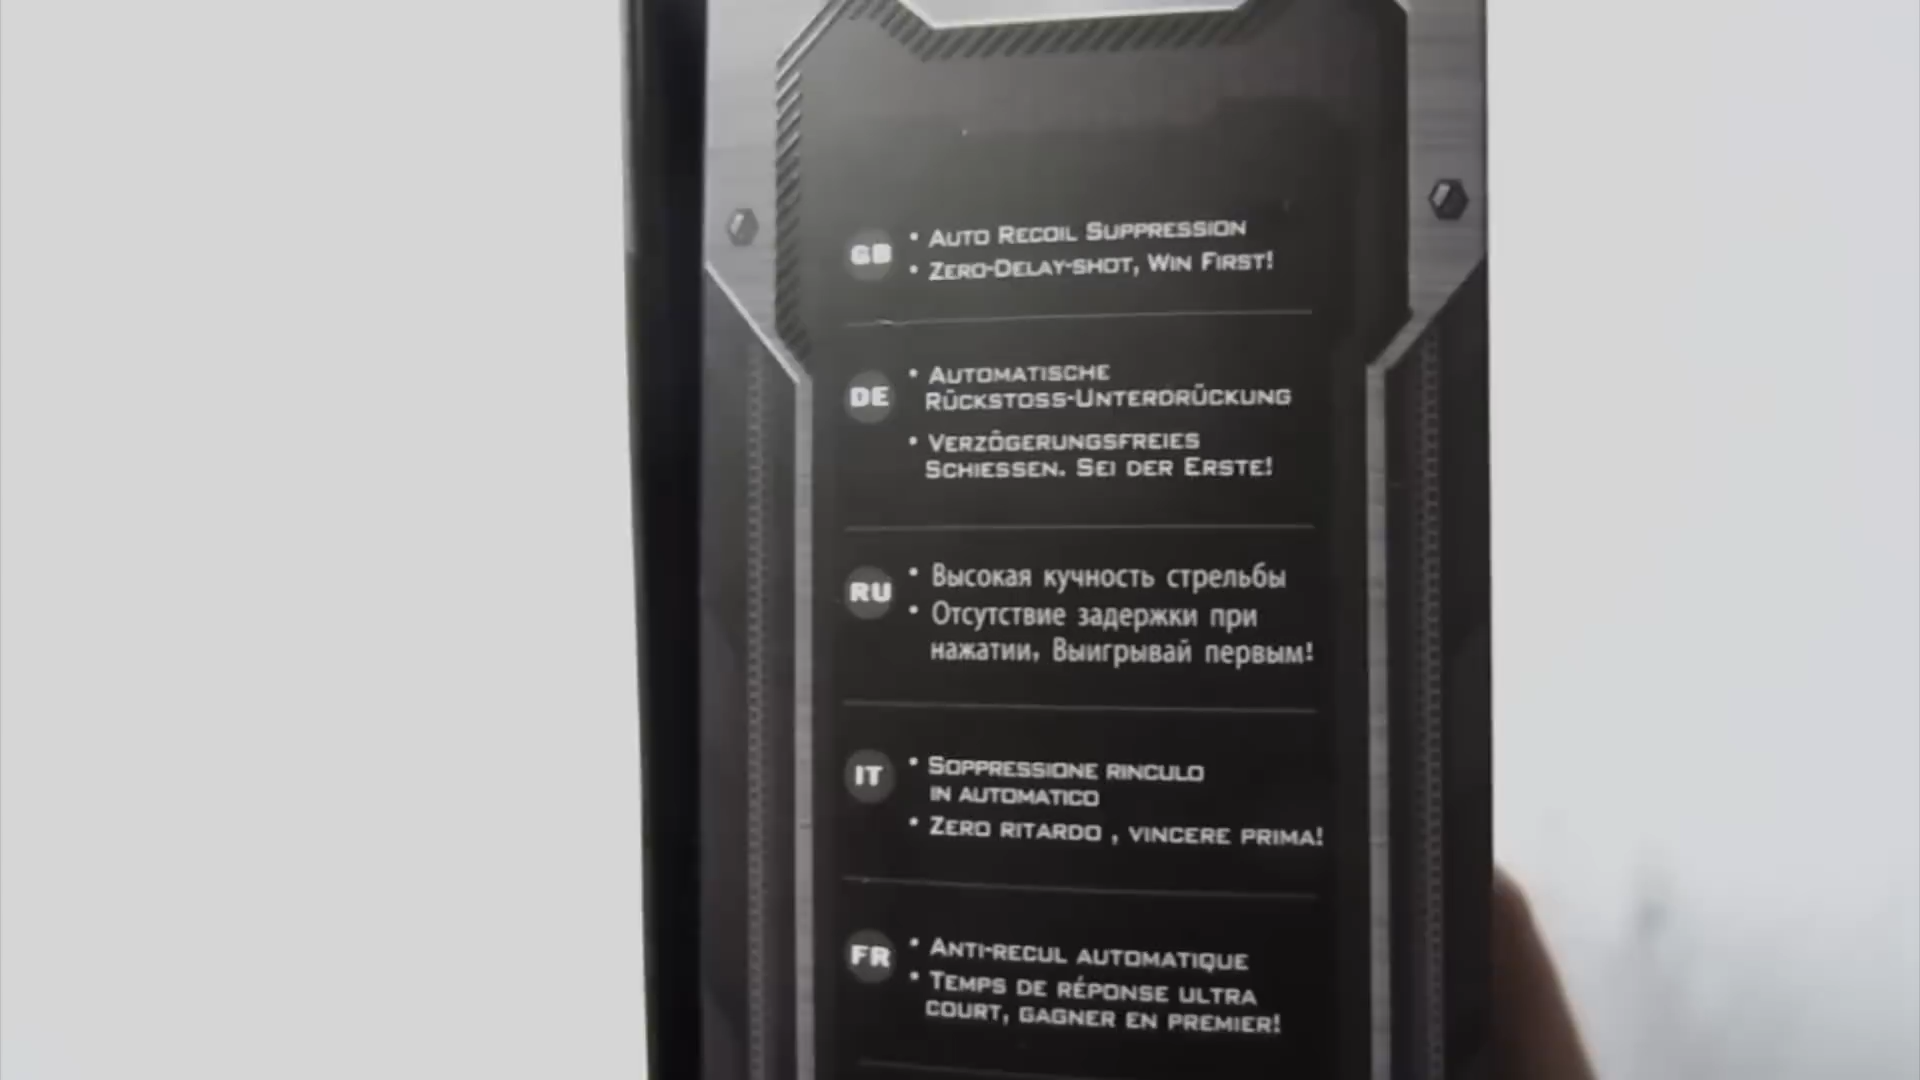 GB
• Auto Recoil Suppression
• Zero-Delay-shot, Win First!
DE
• Automatische
Rückstoss-Unterdrückung
• Verzögerungsfreies
Schiessen. Sei der Erste!
RU
• Высокая кучность стрельбы
• Отсутствие задержки при
нажатии, Выигрывай первым!
IT
• Soppressione rinculo
in automatico
• Zero ritardo , vincere prima!
FR
• Anti-recul automatique
• Temps de réponse ultra
court, gagner en premier!